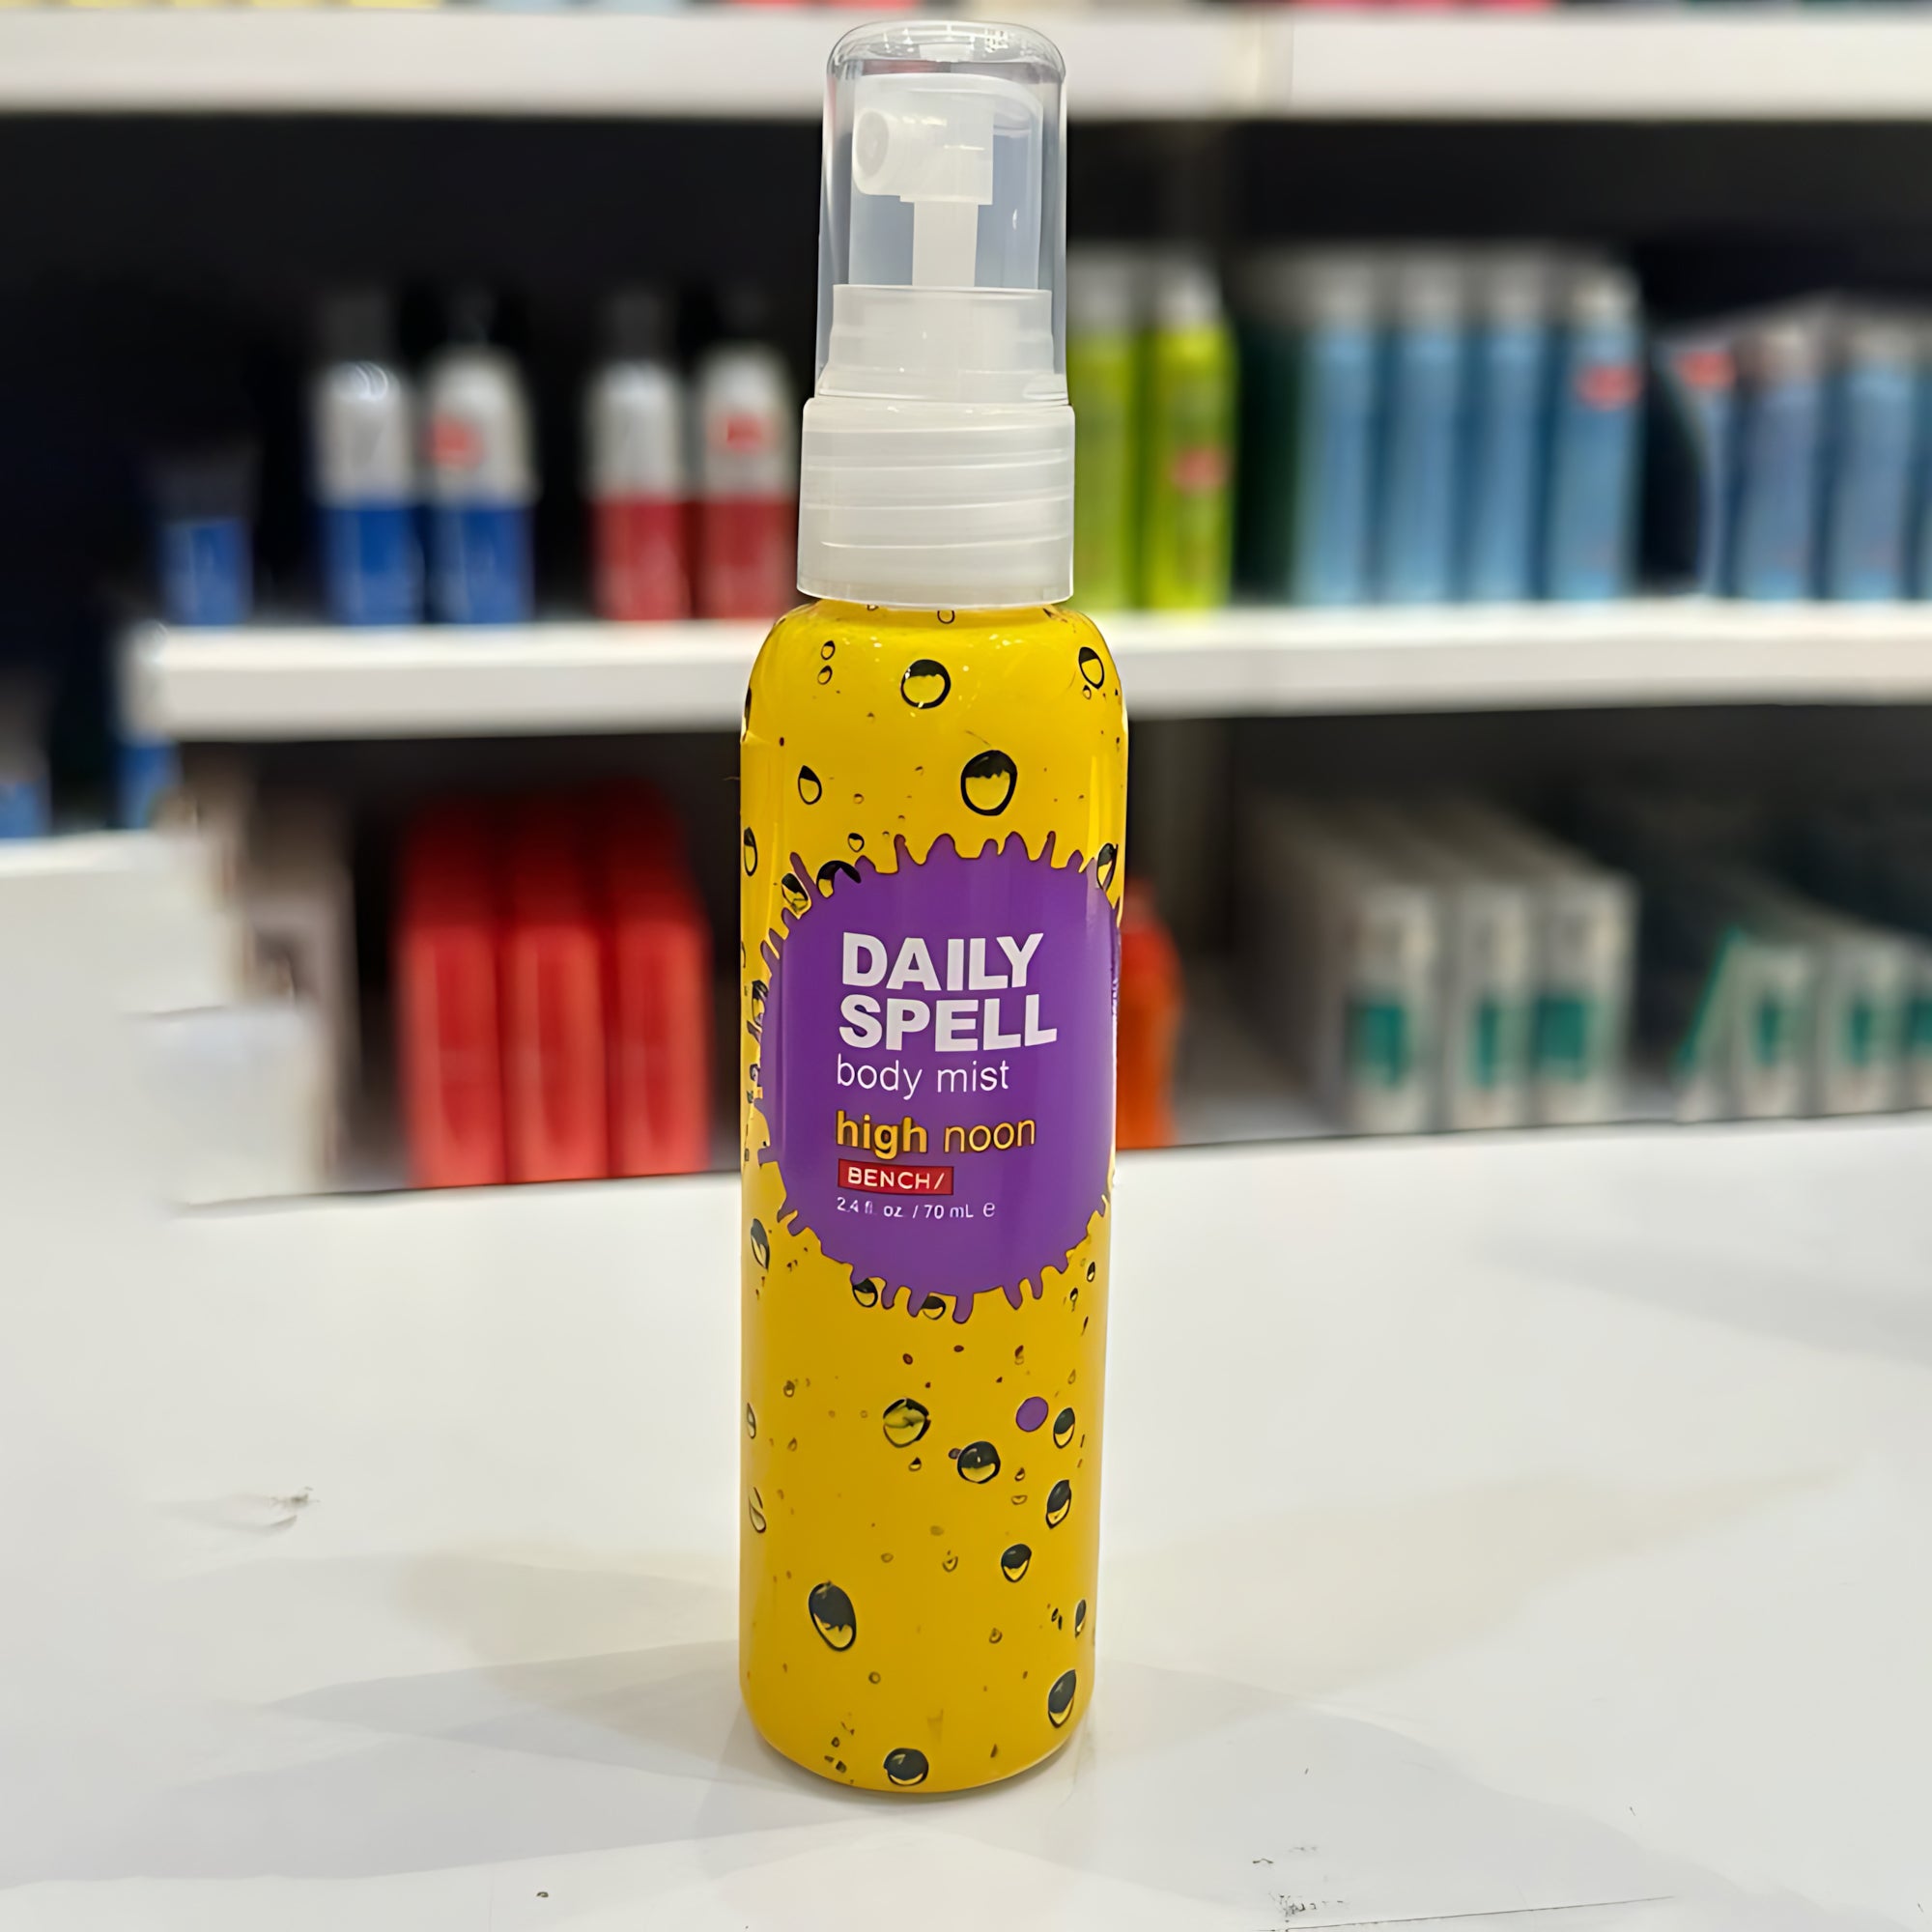 DAILY
SPELL
body mist
high noon
BENCH/
2.4 fl. oz. / 70 mL e